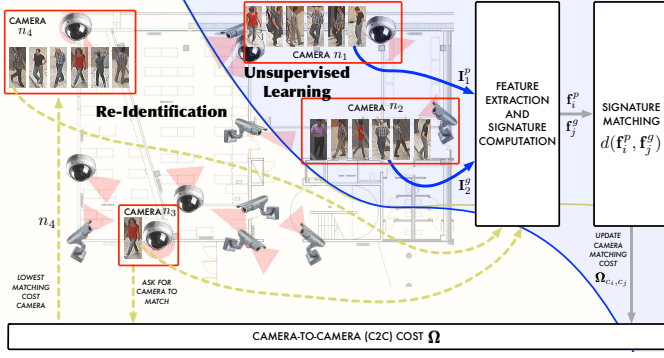 CAMERA
n₄
CAMERA n₁
Unsupervised
Learning
Re-Identification
CAMERA n₂
I₁ᵖ
I₂ᵍ
FEATURE
EXTRACTION
AND
SIGNATURE
COMPUTATION
fᵢᵖ
fⱼᵍ
SIGNATURE
MATCHING
d(fᵢᵖ, fⱼᵍ)
n₄
CAMERA n₃
LOWEST
MATCHING
COST
CAMERA
ASK FOR
CAMERA TO
MATCH
UPDATE
CAMERA
MATCHING
COST
Ω_{cᵢ,cⱼ}
CAMERA-TO-CAMERA (C2C) COST Ω